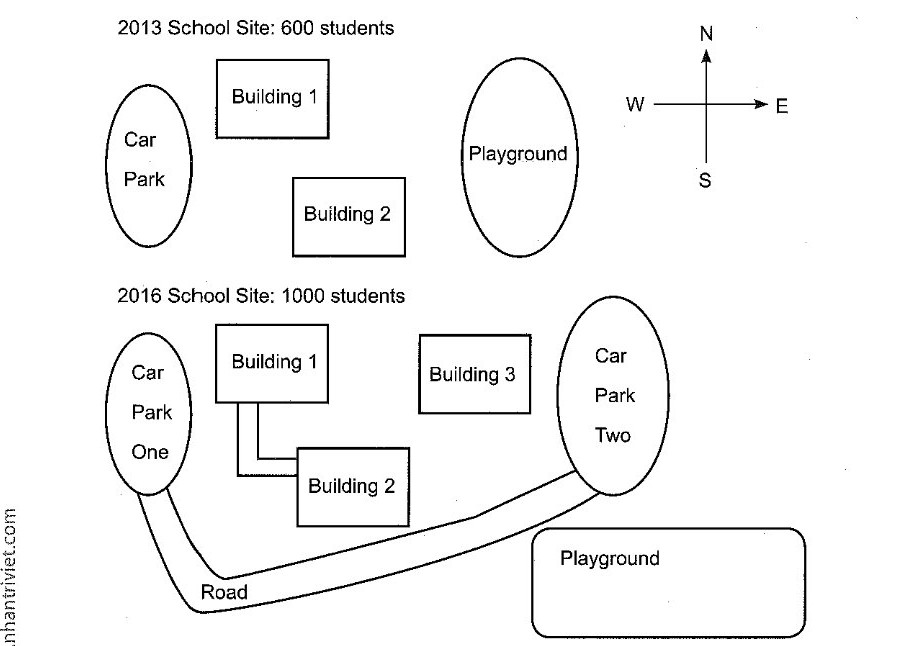 2013 School Site: 600 students
N
W
E
S
Building 1
Car
Park
Playground
Building 2
2016 School Site: 1000 students
Building 1
Car
Park
One
Building 3
Car
Park
Two
Building 2
Playground
Road
.nhantriviet.com